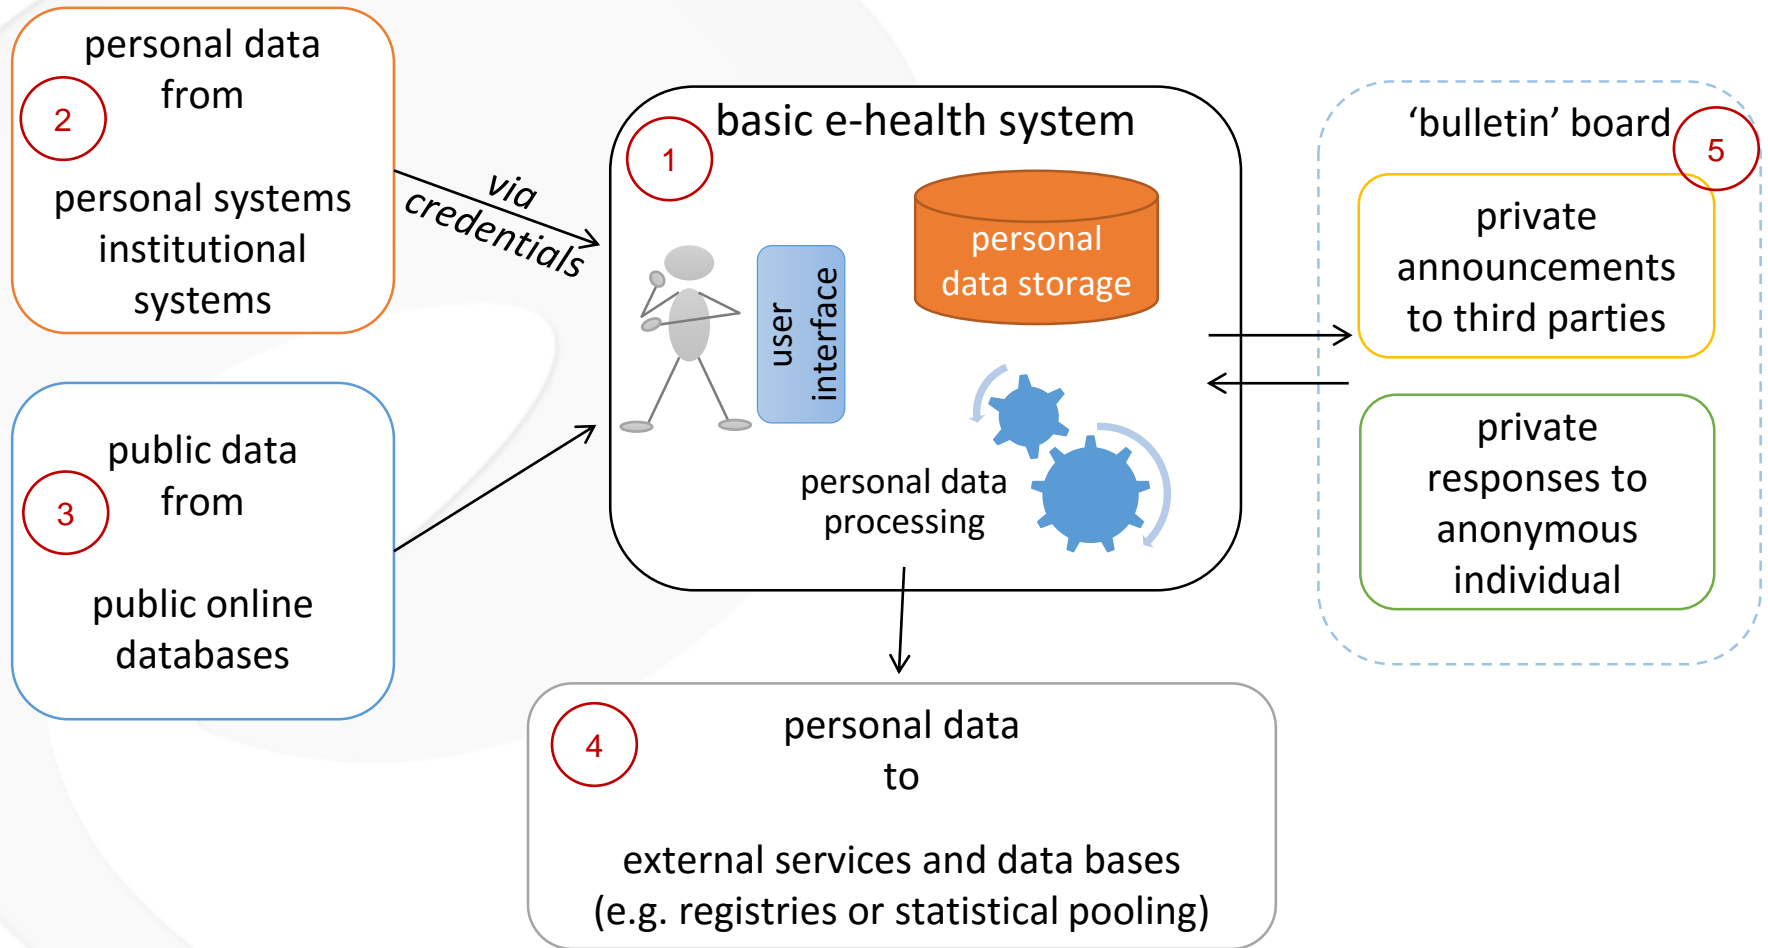 personal data
from
2
personal systems
institutional
systems
via
credentials
3
public data
from
public online
databases
1
basic e-health system
user
interface
personal
data storage
personal data
processing
4
personal data
to
external services and data bases
(e.g. registries or statistical pooling)
‘bulletin’ board
5
private
announcements
to third parties
private
responses to
anonymous
individual